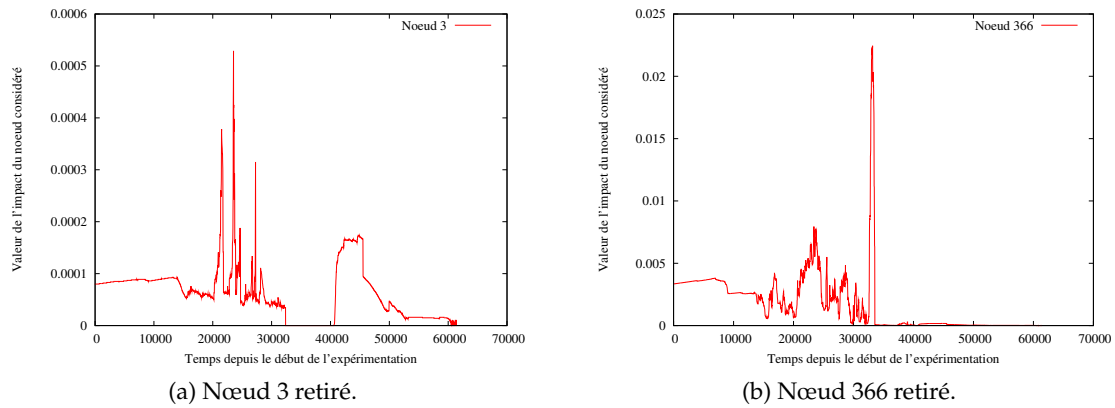 0.0006
0.0005
0.0004
0.0003
0.0002
0.0001
0
Valeur de l'impact du noeud considéré
Noeud 3
0 10000 20000 30000 40000 50000 60000 70000
Temps depuis le début de l'expérimentation
(a) Nœud 3 retiré.
0.025
0.02
0.015
0.01
0.005
0
Valeur de l'impact du noeud considéré
Noeud 366
0 10000 20000 30000 40000 50000 60000 70000
Temps depuis le début de l'expérimentation
(b) Nœud 366 retiré.